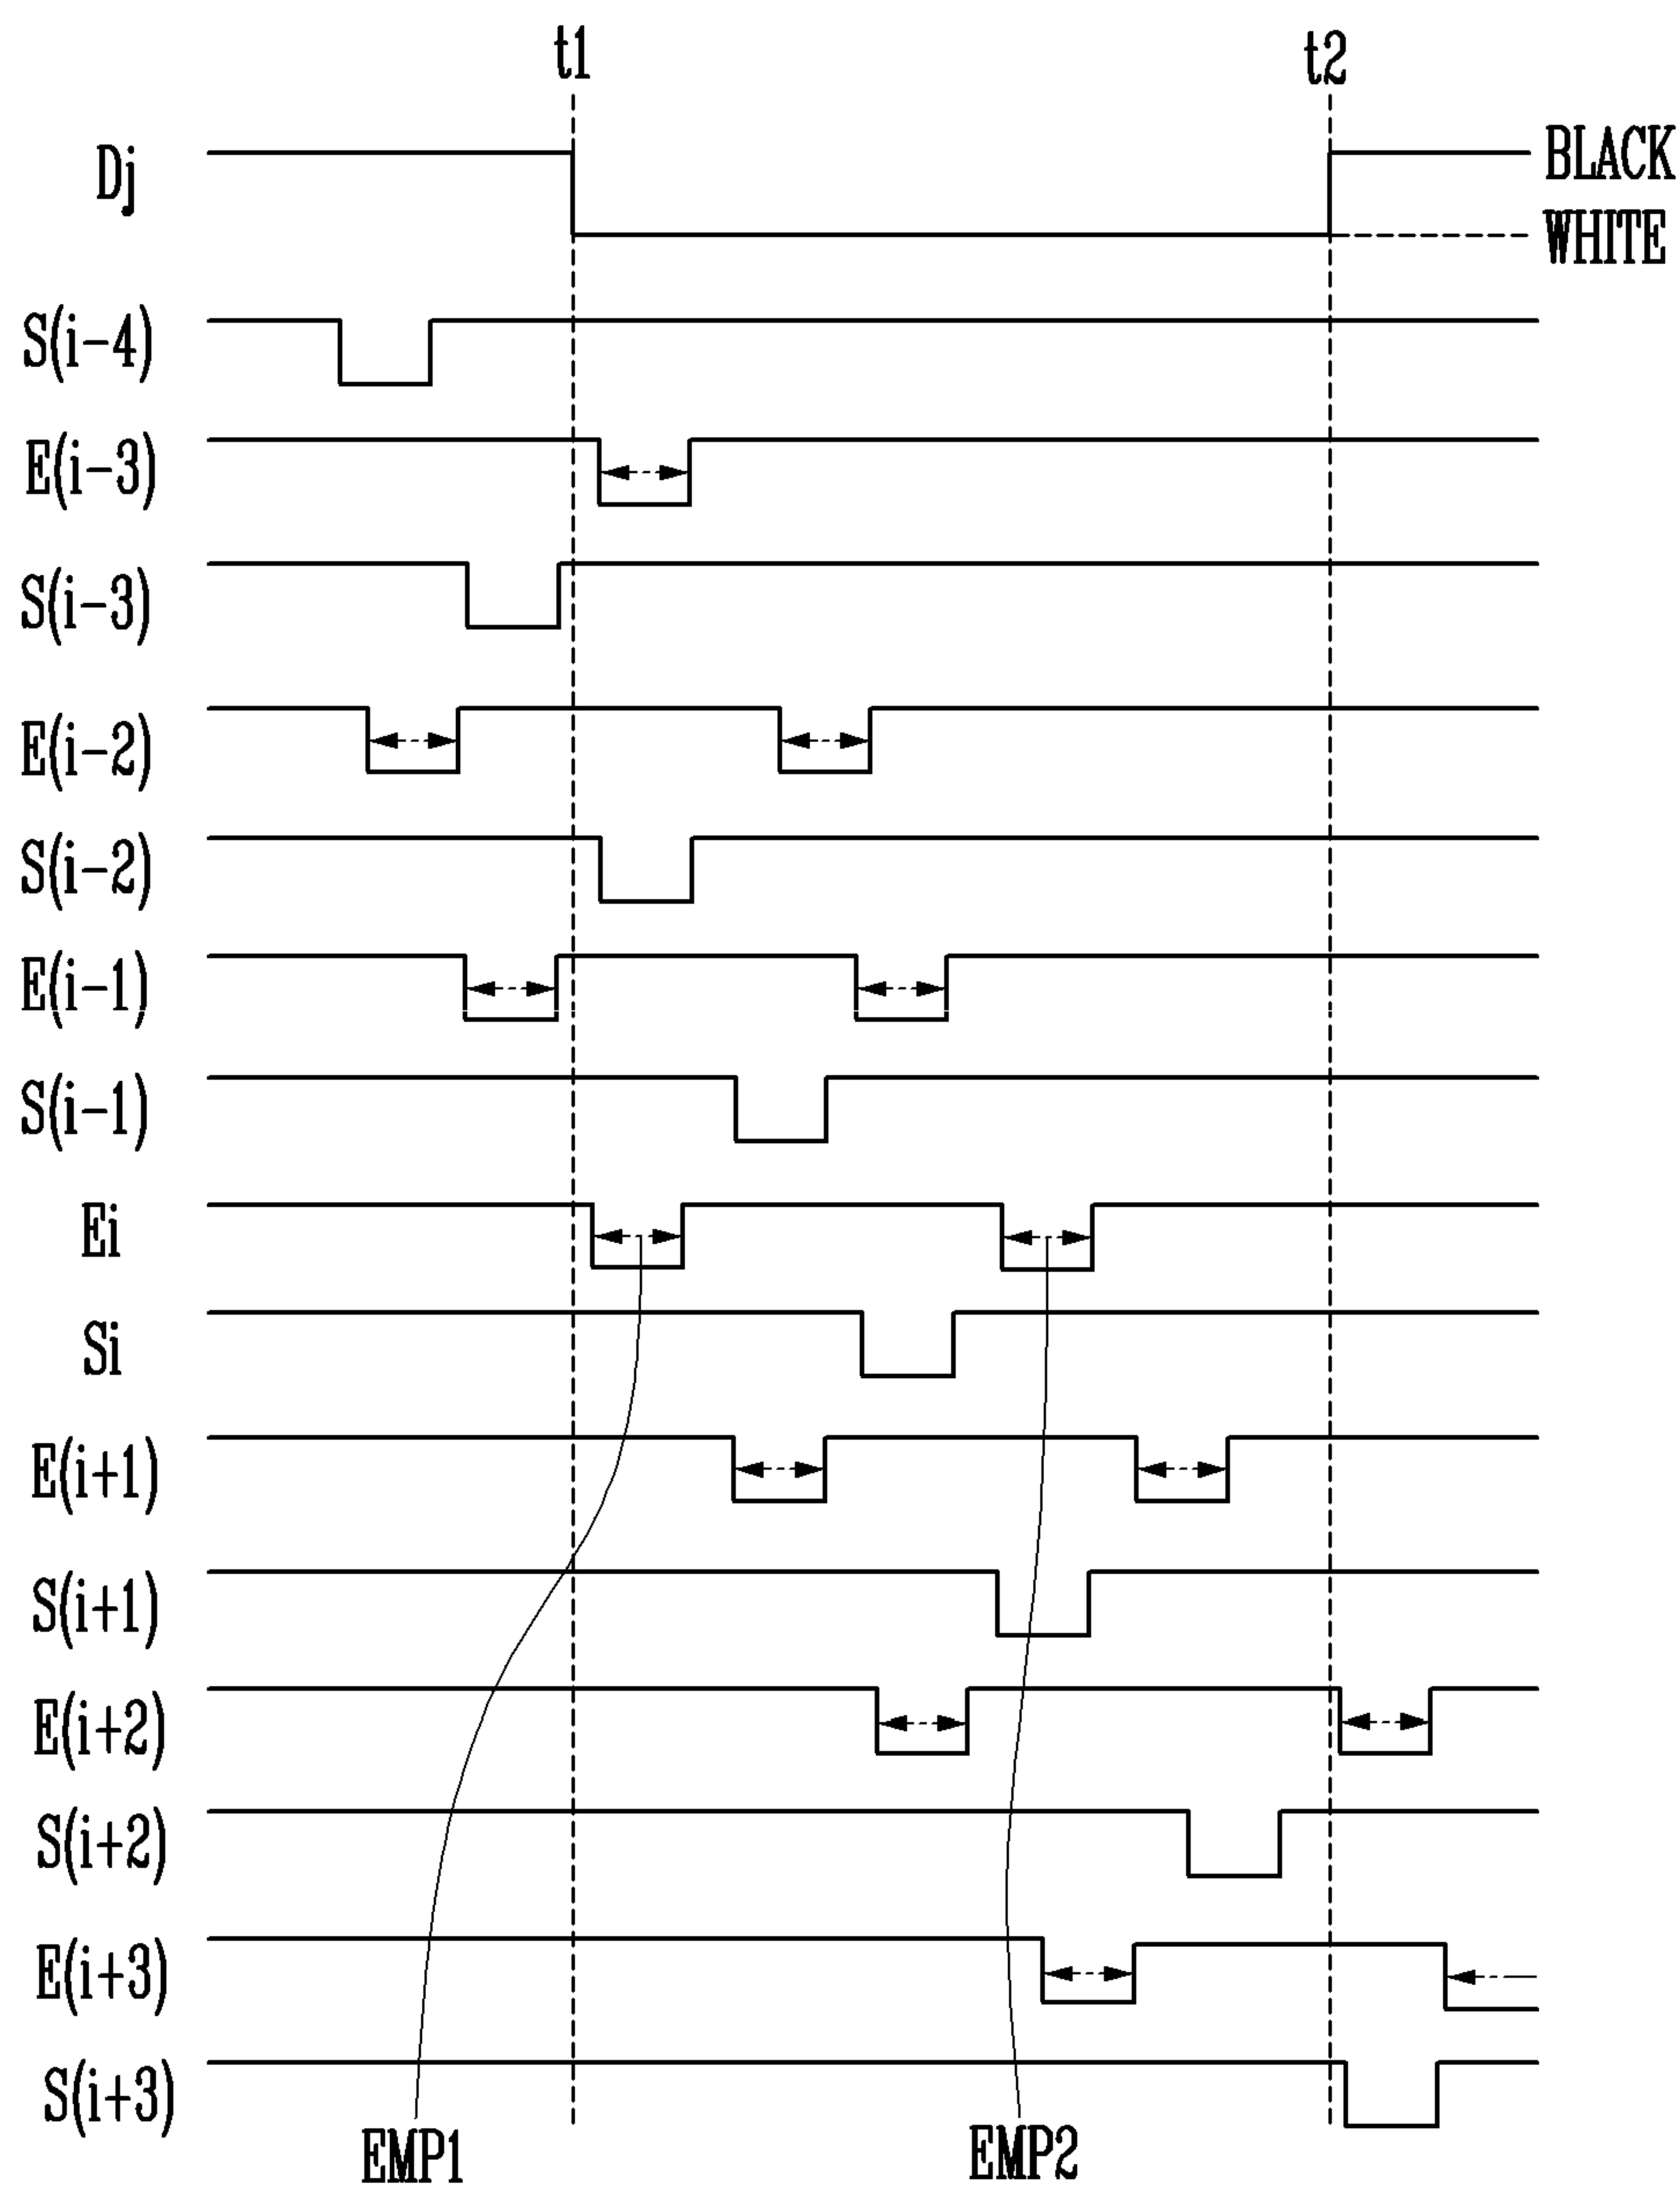 t1 t2
Dj BLACK
WHITE
S(i-4)
E(i-3)
S(i-3)
E(i-2)
S(i-2)
E(i-1)
S(i-1)
Ei
Si
E(i+1)
S(i+1)
E(i+2)
S(i+2)
E(i+3)
S(i+3)
EMP1 EMP2